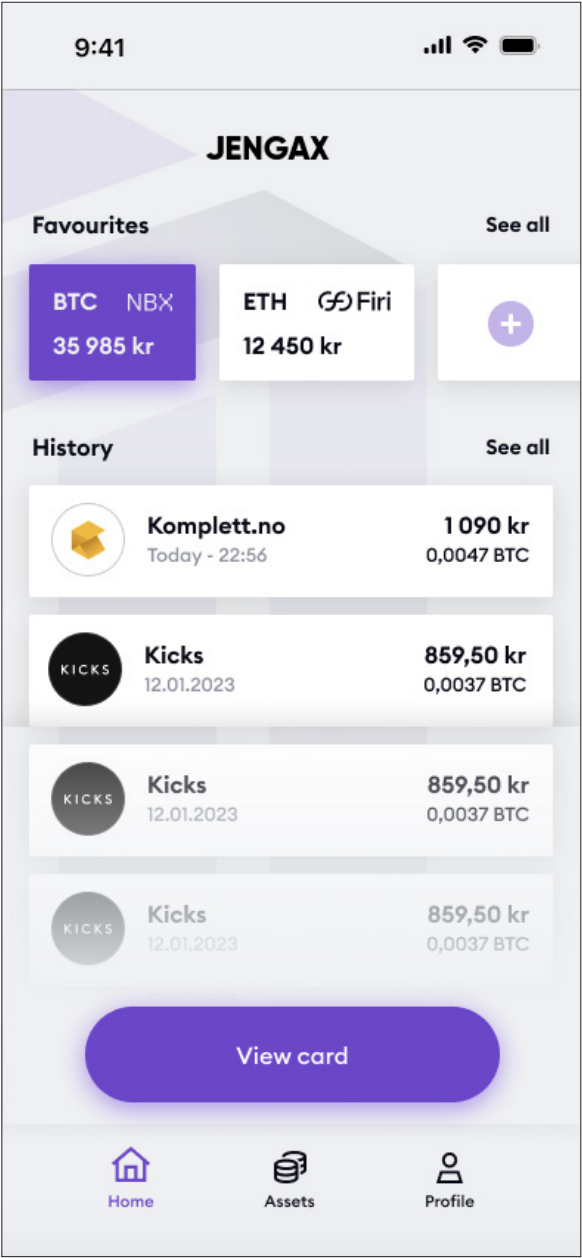 9:41
JENGAX
Favourites See all
BTC NBX
35 985 kr
ETH Firi
12 450 kr
History See all
Komplett.no 1 090 kr
Today - 22:56 0,0047 BTC
KICKS
Kicks 859,50 kr
12.01.2023 0,0037 BTC
KICKS
Kicks 859,50 kr
12.01.2023 0,0037 BTC
KICKS
Kicks 859,50 kr
12.01.2023 0,0037 BTC
View card
Home Assets Profile